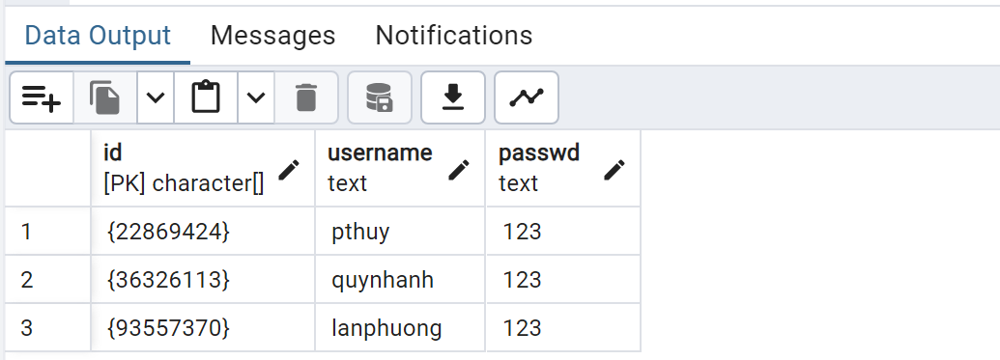 Data Output Messages Notifications
id username passwd
[PK] character[] text text
1 {22869424} pthuy 123
2 {36326113} quynhanh 123
3 {93557370} lanphuong 123